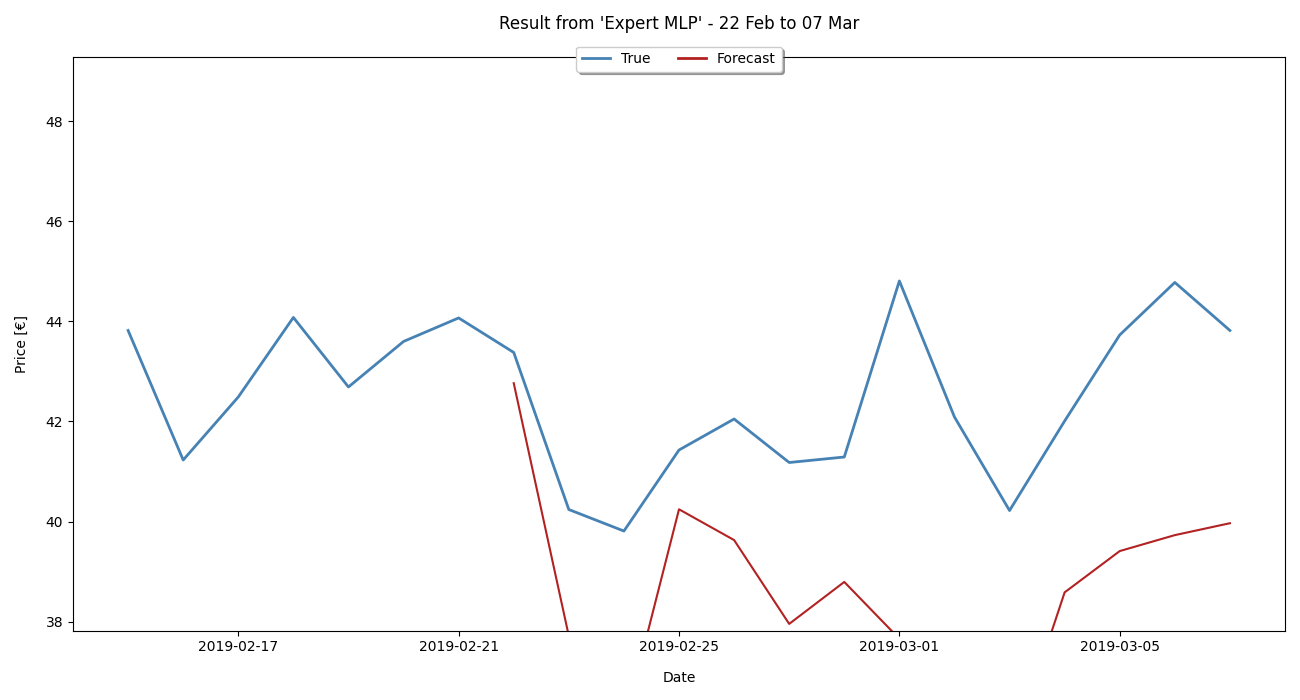 Result from 'Expert MLP' - 22 Feb to 07 Mar
True Forecast
48
46
44
42
40
38
Price [€]
2019-02-17 2019-02-21 2019-02-25 2019-03-01 2019-03-05
Date